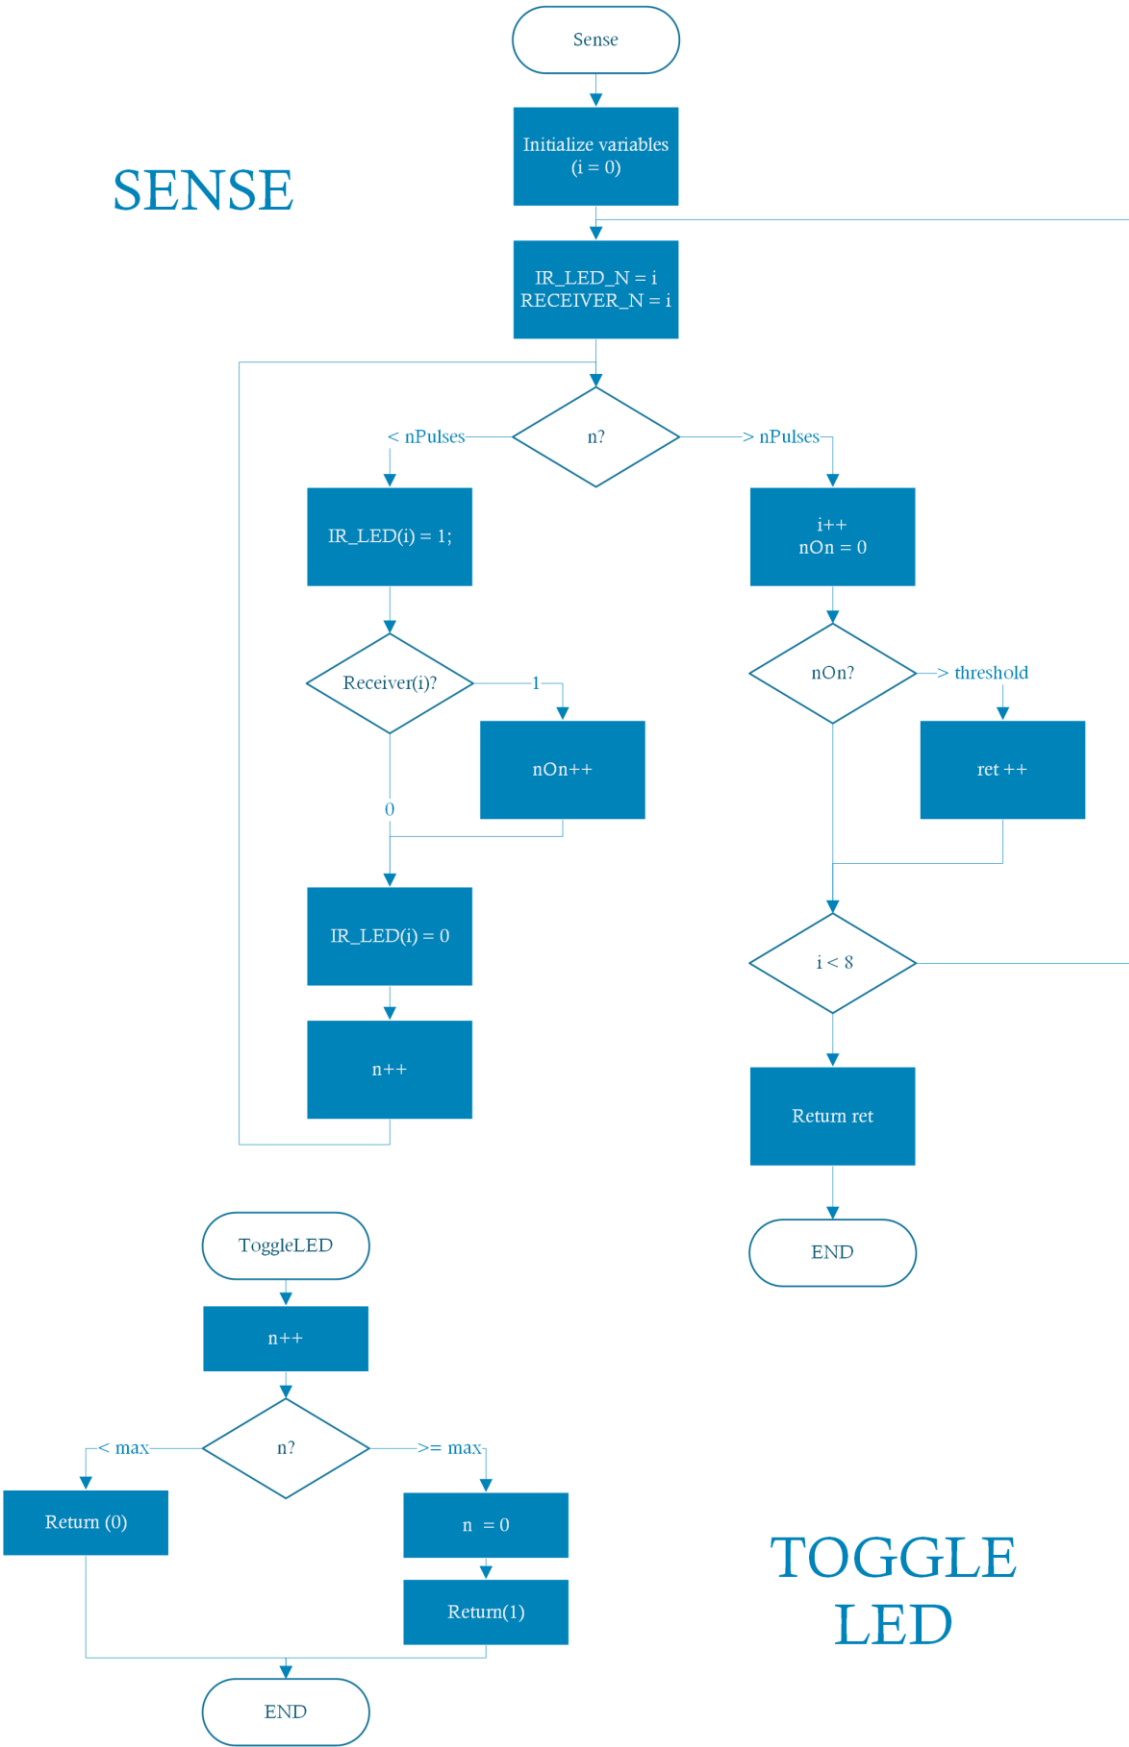 Sense
Initialize variables
(i = 0)
SENSE
IR_LED_N = i
RECEIVER_N = i
n?
< nPulses
> nPulses
IR_LED(i) = 1;
i++
nOn = 0
Receiver(i)?
1
nOn?
> threshold
nOn++
ret ++
0
IR_LED(i) = 0
i < 8
n++
Return ret
END
ToggleLED
n++
n?
< max
>= max
Return (0)
n = 0
Return(1)
TOGGLE
LED
END